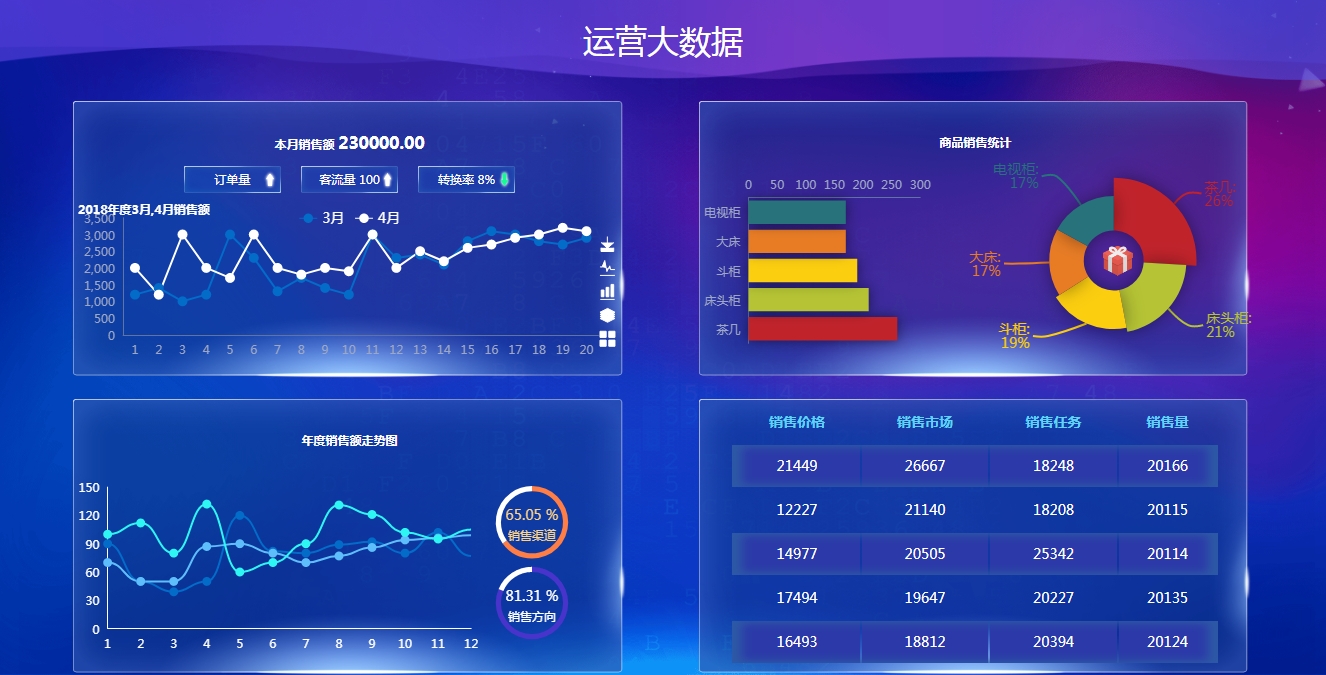 运营大数据
本月销售额 230000.00
订单量
客流量 100
转换率 8%
2018年度3月,4月销售额
3月 4月
3,500
3,000
2,500
2,000
1,500
1,000
500
0
1 2 3 4 5 6 7 8 9 10 11 12 13 14 15 16 17 18 19 20
商品销售统计
0 50 100 150 200 250 300
电视柜
大床
斗柜
床头柜
茶几
电视柜:
17%
茶几:
26%
大床:
17%
床头柜:
21%
斗柜:
19%
年度销售额走势图
150
120
90
60
30
0
1 2 3 4 5 6 7 8 9 10 11 12
65.05 %
销售渠道
81.31 %
销售方向
销售价格 销售市场 销售任务 销售量
21449 26667 18248 20166
12227 21140 18208 20115
14977 20505 25342 20114
17494 19647 20227 20135
16493 18812 20394 20124